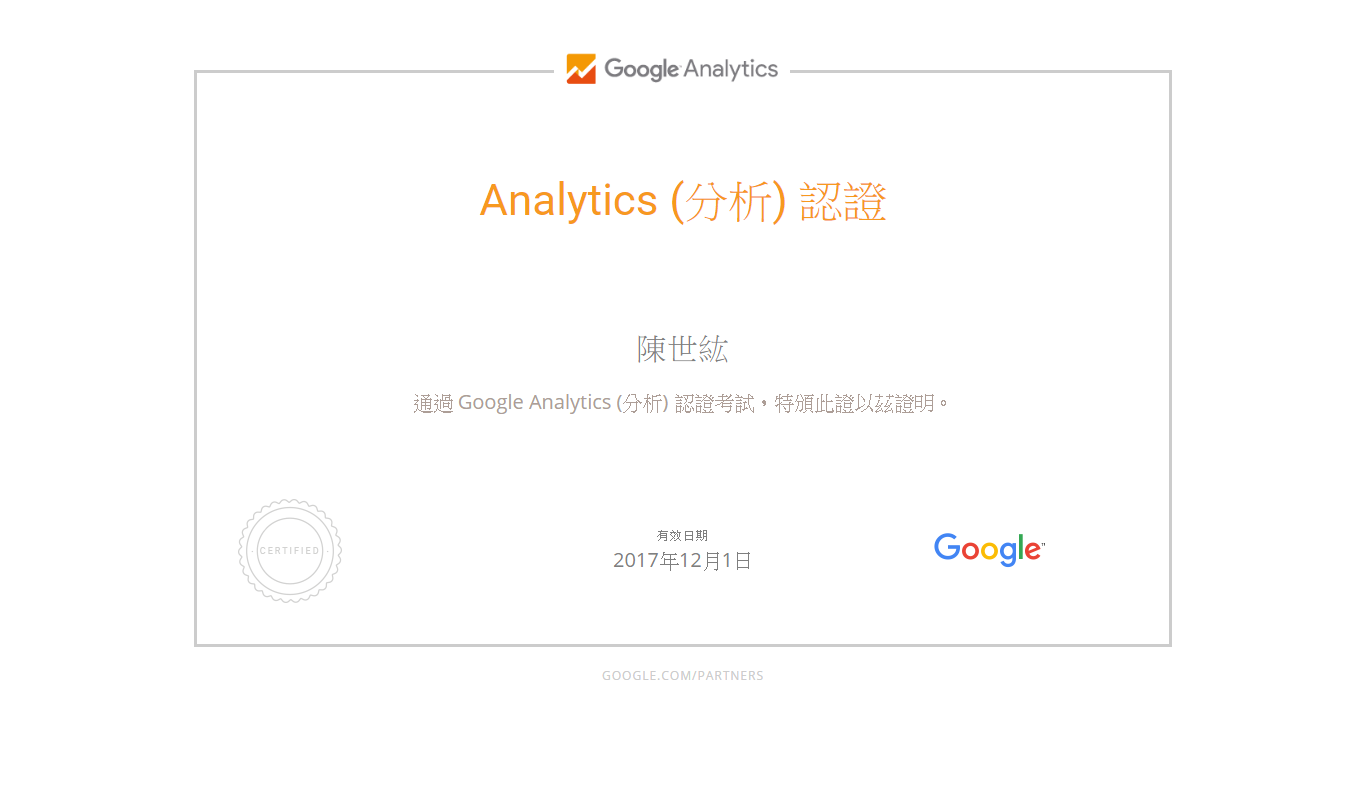 Google Analytics
Analytics (分析) 認證
陳世紘
通過 Google Analytics (分析) 認證考試，特頒此證以茲證明。
· CERTIFIED ·
有效日期
2017年12月1日
Google™
GOOGLE.COM/PARTNERS